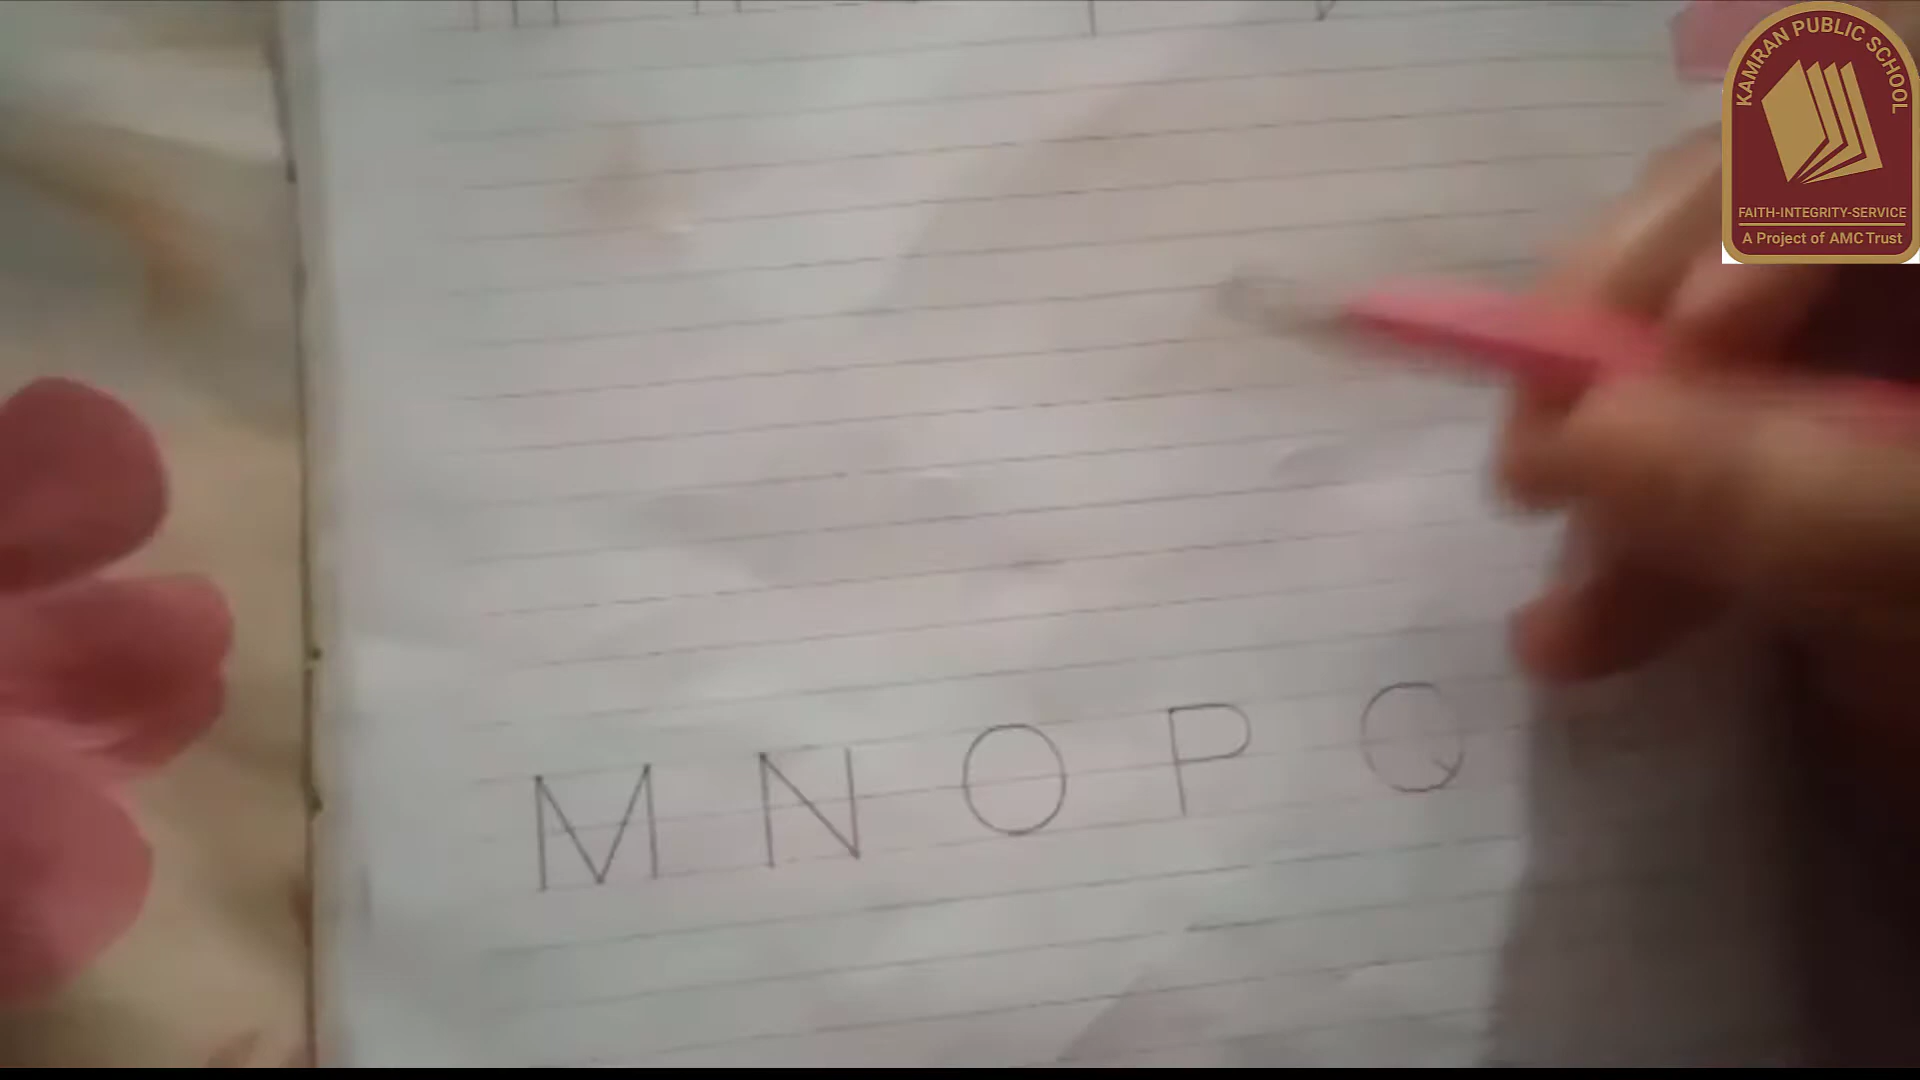 KAMRAN PUBLIC SCHOOL
FAITH-INTEGRITY-SERVICE
A Project of AMC Trust
M N O P Q